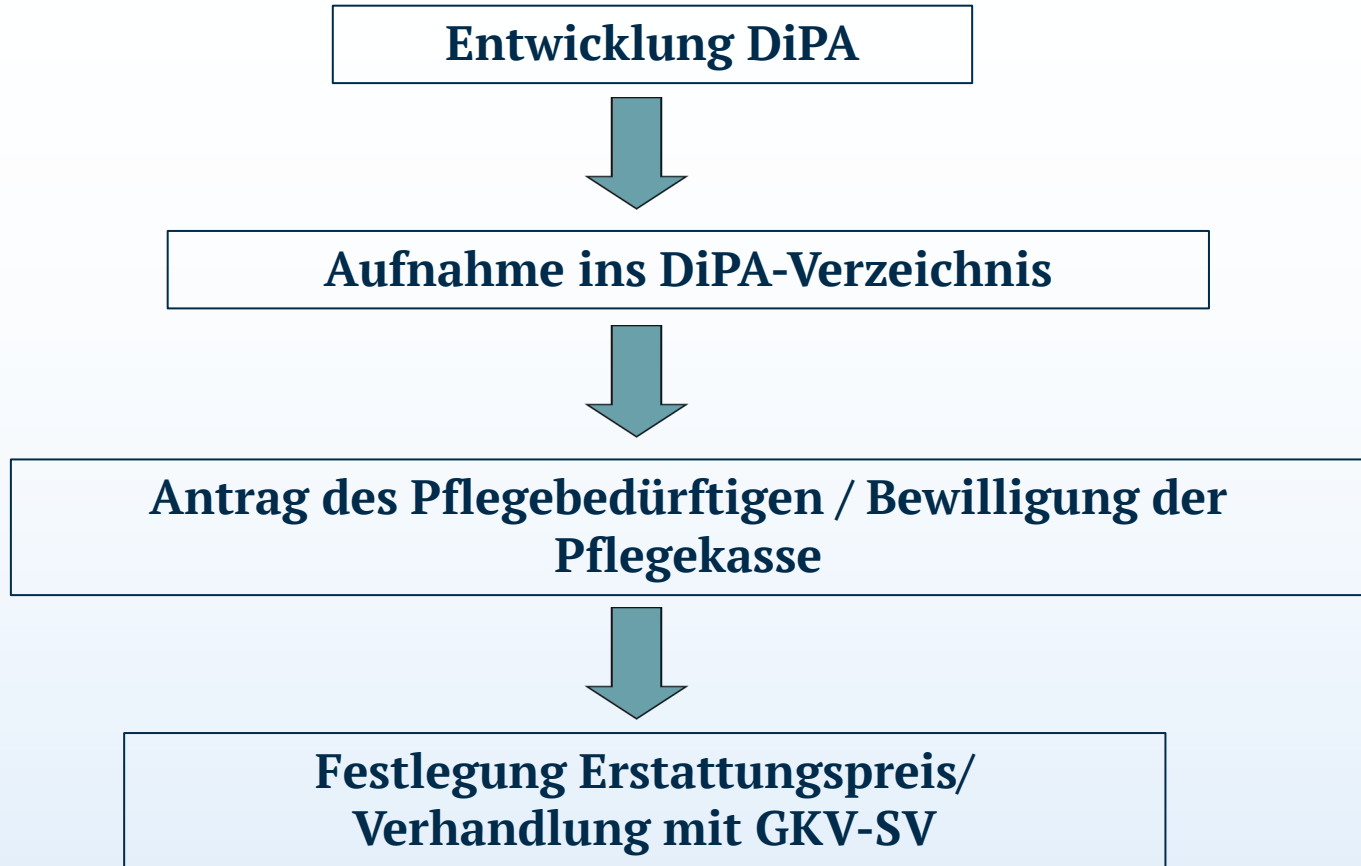 Entwicklung DiPA
Aufnahme ins DiPA-Verzeichnis
Antrag des Pflegebedürftigen / Bewilligung der
Pflegekasse
Festlegung Erstattungspreis/
Verhandlung mit GKV-SV